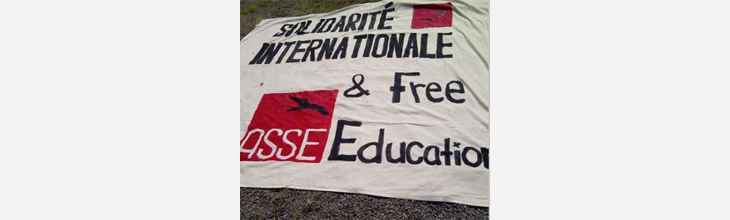 SOLIDARITÉ
INTERNATIONALE
& Free
ASSE Education